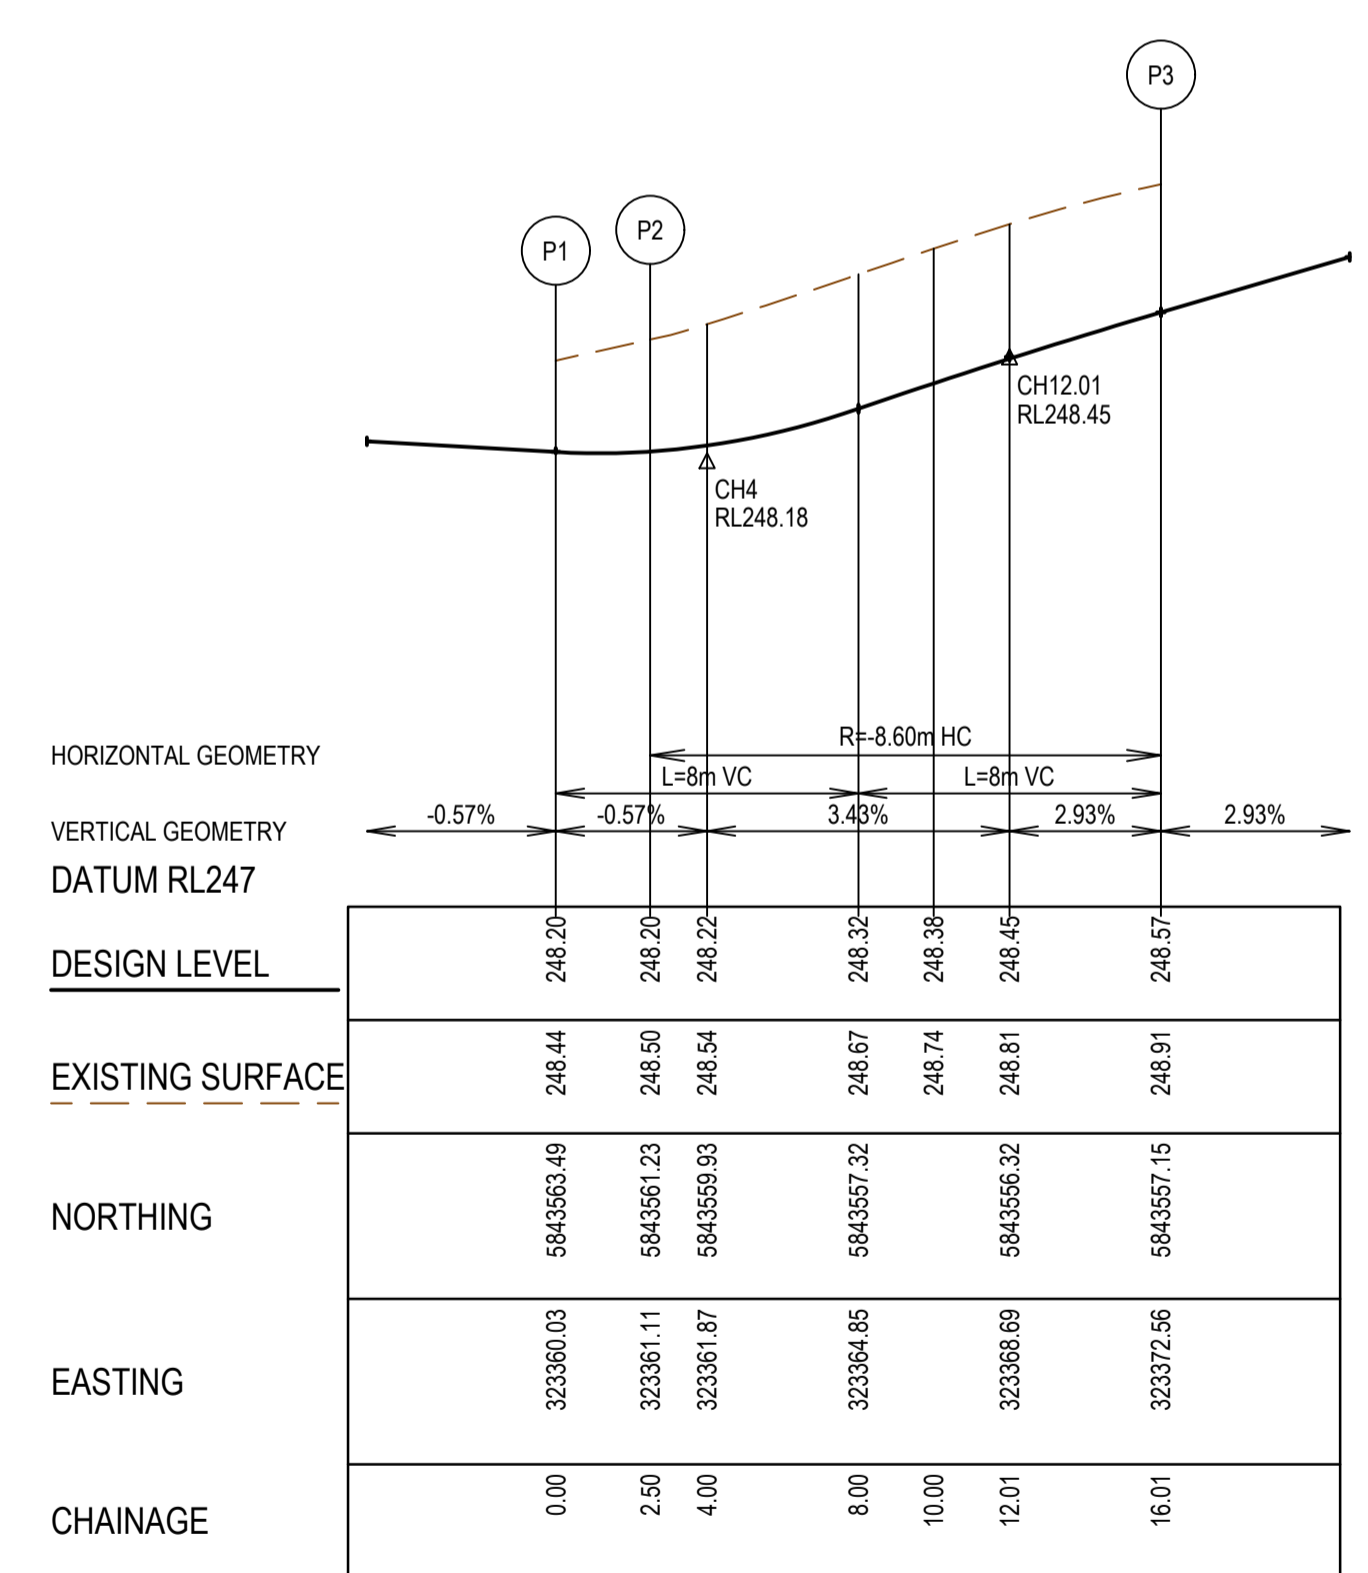 P3
P2
P1
CH12.01
RL248.45
CH4
RL248.18
R=-8.60m HC
HORIZONTAL GEOMETRY
L=8m VC L=8m VC
-0.57% -0.57% 3.43% 2.93% 2.93%
VERTICAL GEOMETRY
DATUM RL247
DESIGN LEVEL 248.20 248.20 248.22 248.32 248.38 248.45 248.57
EXISTING SURFACE 248.44 248.50 248.54 248.67 248.74 248.81 248.91
NORTHING 5843563.49 5843561.23 5843559.93 5843557.32 5843556.32 5843557.15
EASTING 323360.03 323361.11 323361.87 323364.85 323368.69 323372.56
CHAINAGE 0.00 2.50 4.00 8.00 10.00 12.01 16.01